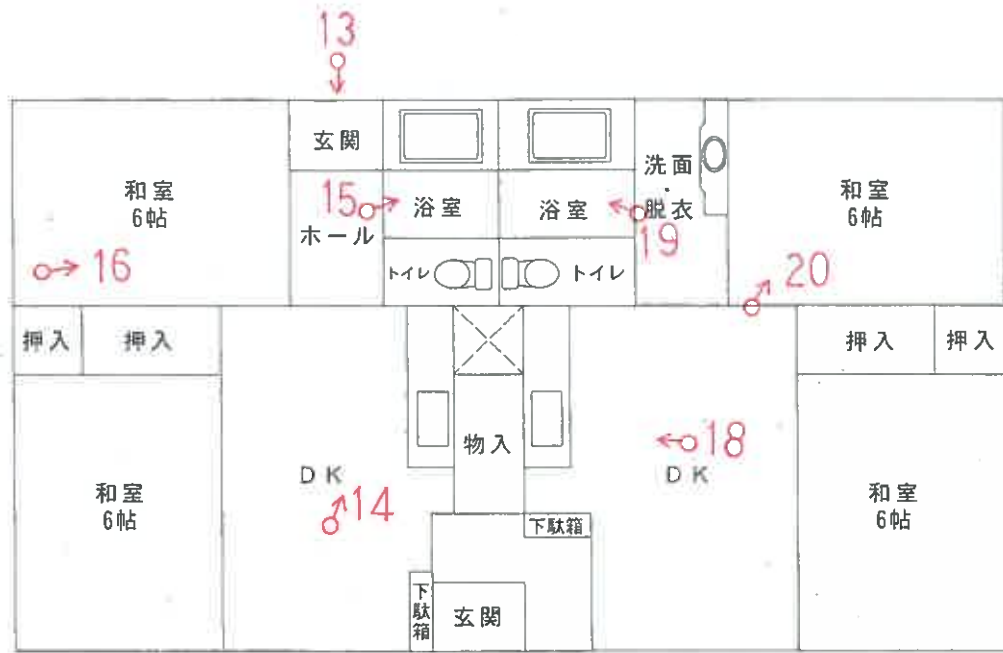 13
玄関
和室
6帖
15
浴室
ホール
16
トイレ
浴室
トイレ
洗面
・
脱衣
19
和室
6帖
20
押入
押入
押入
押入
物入
DK
14
18
DK
和室
6帖
下駄箱
下駄箱
玄関
和室
6帖